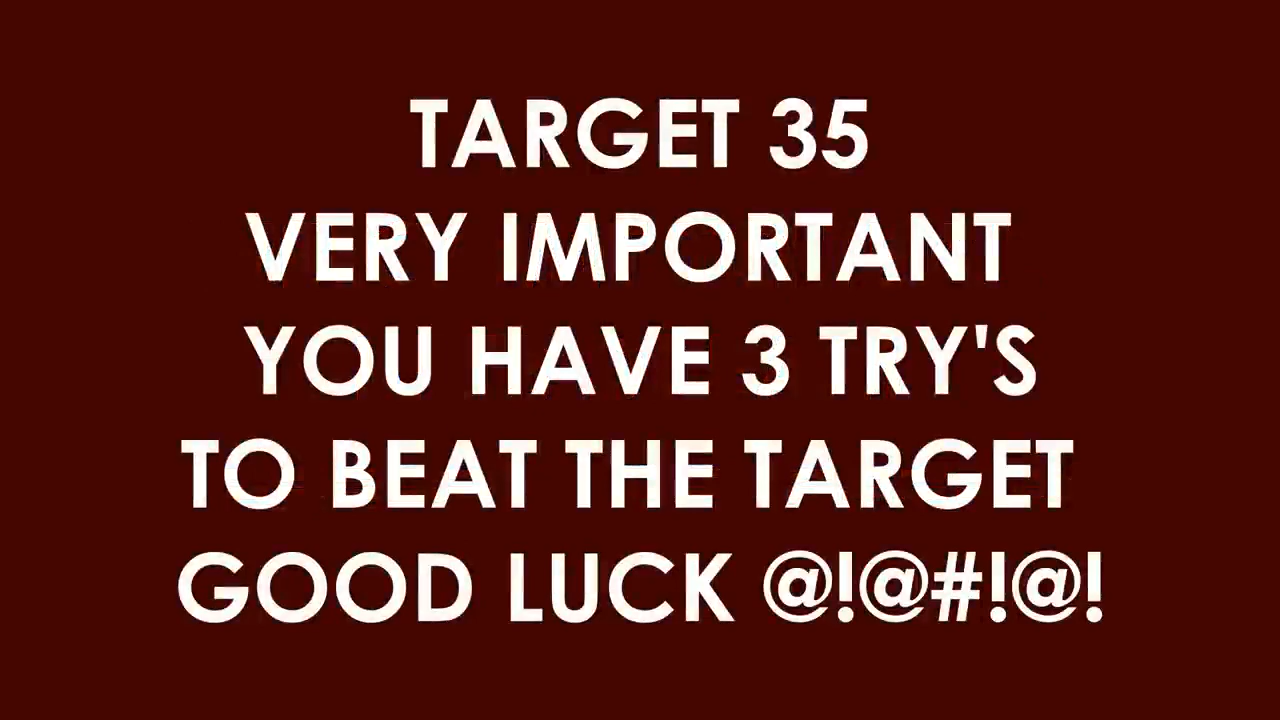 TARGET 35
VERY IMPORTANT
YOU HAVE 3 TRY'S
TO BEAT THE TARGET
GOOD LUCK @!@#!@!